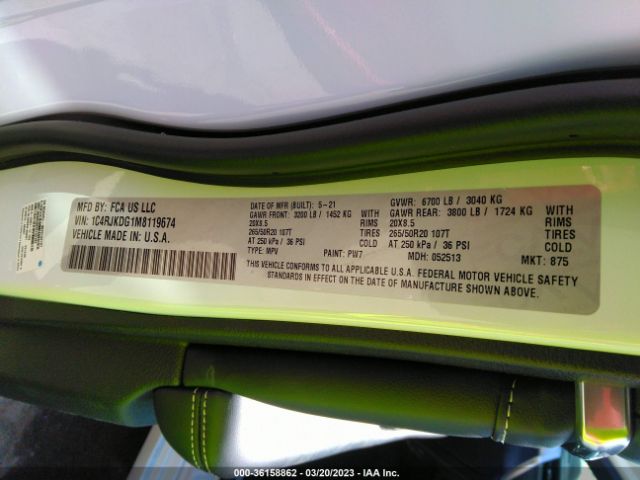 MFD BY: FCA US LLC
VIN: 1C4RJKDG1M8119674
VEHICLE MADE IN: U.S.A.
DATE OF MFR (BUILT): 5-21
GAWR FRONT: 3200 LB / 1452 KG
20X8.5
265/50R20 107T
AT 250 kPa / 36 PSI
TYPE: MPV PAINT: PW7
WITH
RIMS
TIRES
COLD
GVWR: 6700 LB / 3040 KG
GAWR REAR: 3800 LB / 1724 KG
20X8.5
265/50R20 107T
AT 250 kPa / 36 PSI
MDH: 052513
WITH
RIMS
TIRES
COLD
MKT: 875
THIS VEHICLE CONFORMS TO ALL APPLICABLE U.S.A. FEDERAL MOTOR VEHICLE SAFETY
STANDARDS IN EFFECT ON THE DATE OF MANUFACTURE SHOWN ABOVE.
000-36158862 — 03/20/2023 — IAA Inc.